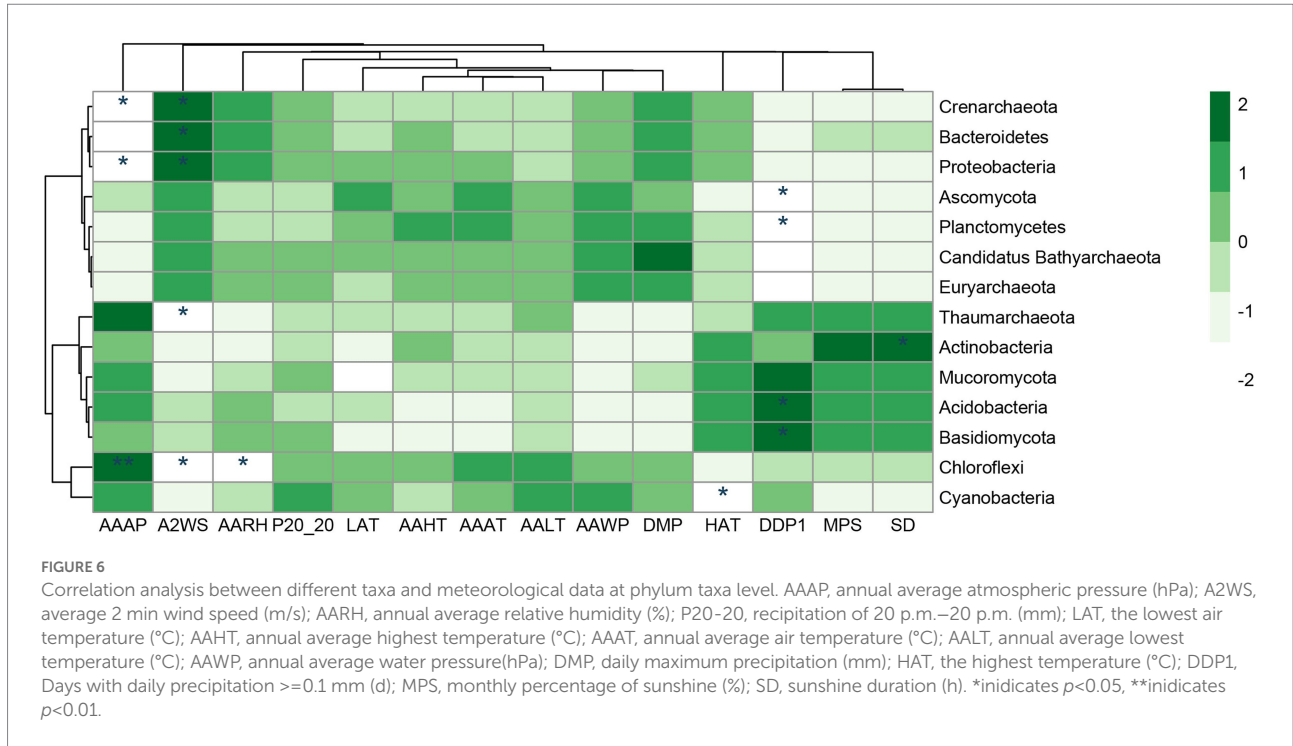 * * 2
Crenarchaeota
* Bacteroidetes
* * Proteobacteria
1
* Ascomycota
* Planctomycetes
0
Candidatus Bathyarchaeota
Euryarchaeota
* Thaumarchaeota
-1
* Actinobacteria
Mucoromycota
-2
* Acidobacteria
* Basidiomycota
** * * Chloroflexi
* Cyanobacteria
AAAP A2WS AARH P20_20 LAT AAHT AAAT AALT AAWP DMP HAT DDP1 MPS SD
FIGURE 6
Correlation analysis between different taxa and meteorological data at phylum taxa level. AAAP, annual average atmospheric pressure (hPa); A2WS,
average 2 min wind speed (m/s); AARH, annual average relative humidity (%); P20-20, recipitation of 20 p.m.–20 p.m. (mm); LAT, the lowest air
temperature (°C); AAHT, annual average highest temperature (°C); AAAT, annual average air temperature (°C); AALT, annual average lowest
temperature (°C); AAWP, annual average water pressure(hPa); DMP, daily maximum precipitation (mm); HAT, the highest temperature (°C); DDP1,
Days with daily precipitation >=0.1 mm (d); MPS, monthly percentage of sunshine (%); SD, sunshine duration (h). *inidicates p<0.05, **inidicates
p<0.01.